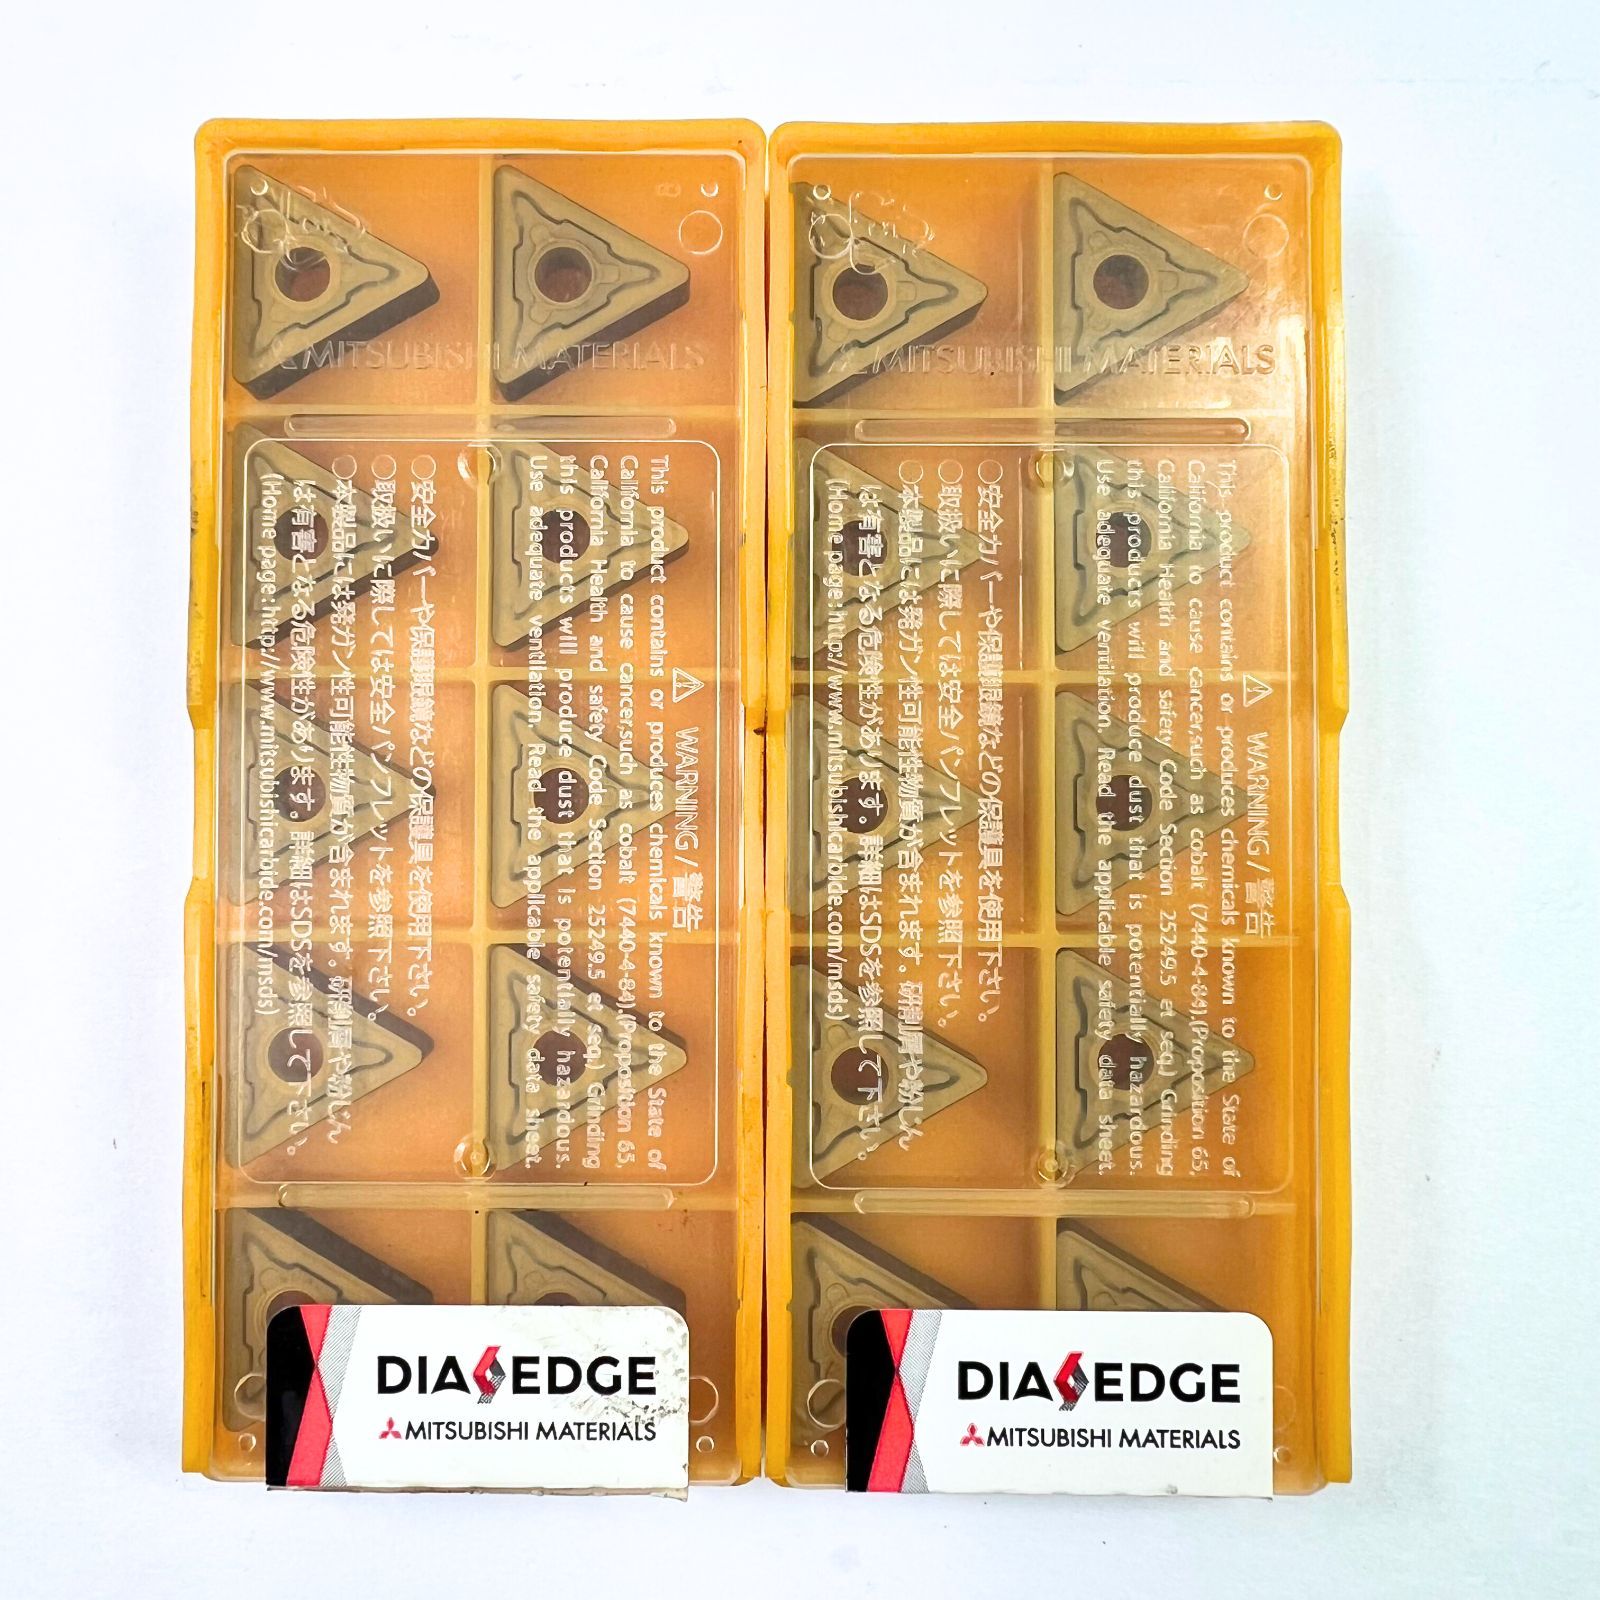 MITSUBISHI MATERIALS
⚠ WARNING / 警告
This product contains or produces chemicals known to the State of
California to cause cancer,such as cobalt (7440-4-84).(Proposition 65,
California Health and safety Code Section 25249.5 et seq.) Grinding
this products will produce dust that is potentially hazardous.
Use adequate ventilation. Read the applicable safety data sheet.
○安全カバーや保護眼鏡などの保護具を使用下さい。
○取扱いに際しては安全パンフレットを参照下さい。
○本製品には発ガン性可能性物質が含まれます。研削屑や粉じん
は有害となる危険性があります。詳細はSDSを参照して下さい。
(Home page:http://www.mitsubishicarbide.com/msds)
DIAEDGE
MITSUBISHI MATERIALS
MITSUBISHI MATERIALS
⚠ WARNING / 警告
This product contains or produces chemicals known to the State of
California to cause cancer,such as cobalt (7440-4-84).(Proposition 65,
California Health and safety Code Section 25249.5 et seq.) Grinding
this products will produce dust that is potentially hazardous.
Use adequate ventilation. Read the applicable safety data sheet.
○安全カバーや保護眼鏡などの保護具を使用下さい。
○取扱いに際しては安全パンフレットを参照下さい。
○本製品には発ガン性可能性物質が含まれます。研削屑や粉じん
は有害となる危険性があります。詳細はSDSを参照して下さい。
(Home page:http://www.mitsubishicarbide.com/msds)
DIAEDGE
MITSUBISHI MATERIALS